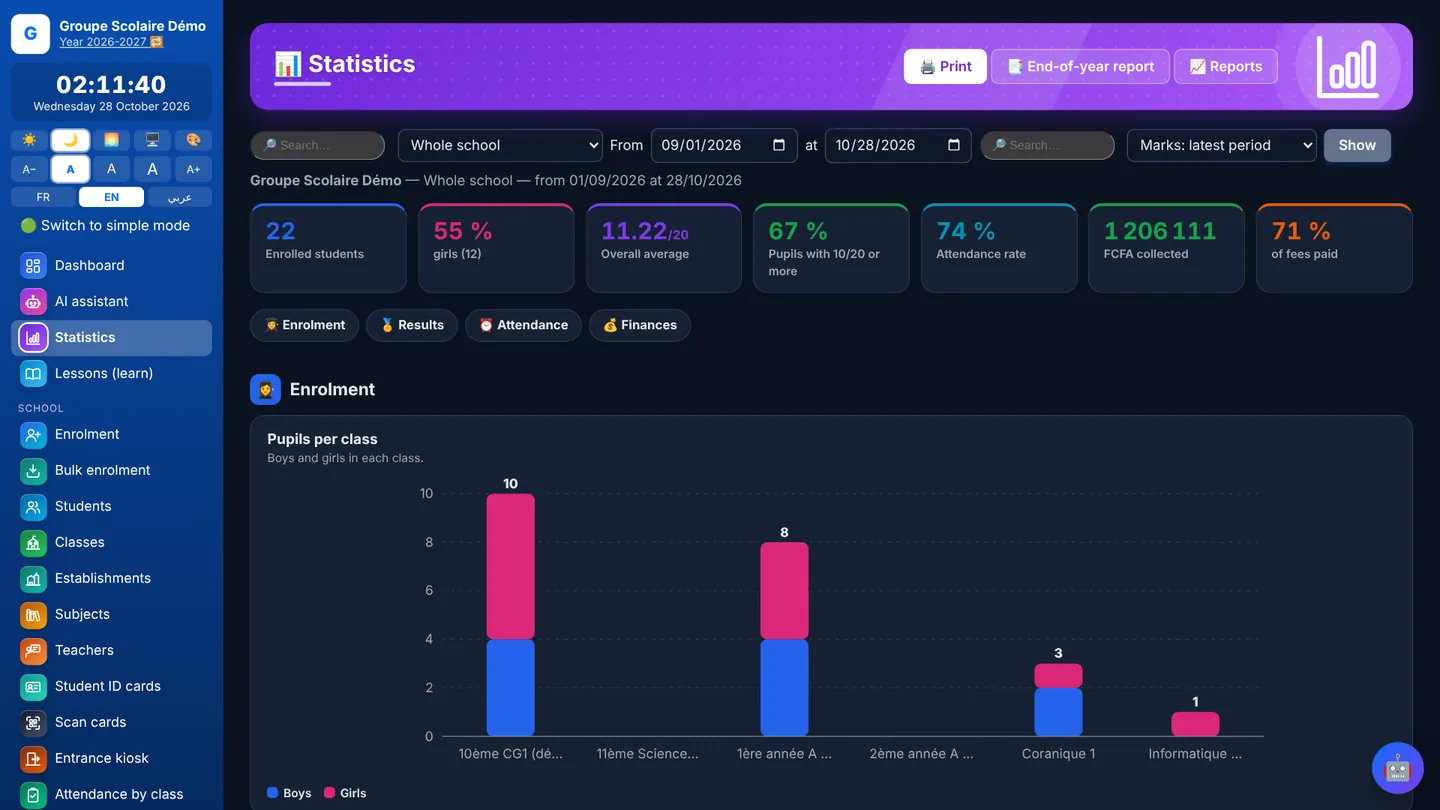 G
Groupe Scolaire Démo
Year 2026-2027
02:11:40
Wednesday 28 October 2026
A− A A A A+
FR EN عربي
Switch to simple mode
Dashboard
AI assistant
Statistics
Lessons (learn)
SCHOOL
Enrolment
Bulk enrolment
Students
Classes
Establishments
Subjects
Teachers
Student ID cards
Scan cards
Entrance kiosk
Attendance by class
Statistics
Print
End-of-year report
Reports
Search... Whole school From 09/01/2026 at 10/28/2026 Search... Marks: latest period Show
Groupe Scolaire Démo — Whole school — from 01/09/2026 at 28/10/2026
22
Enrolled students
55 %
girls (12)
11.22/20
Overall average
67 %
Pupils with 10/20 or
more
74 %
Attendance rate
1 206 111
FCFA collected
71 %
of fees paid
Enrolment Results Attendance Finances
Enrolment
Pupils per class
Boys and girls in each class.
10
8
6
4
2
0
10
8
3
1
10ème CG1 (dé... 11ème Science... 1ère année A ... 2ème année A ... Coranique 1 Informatique ...
Boys Girls